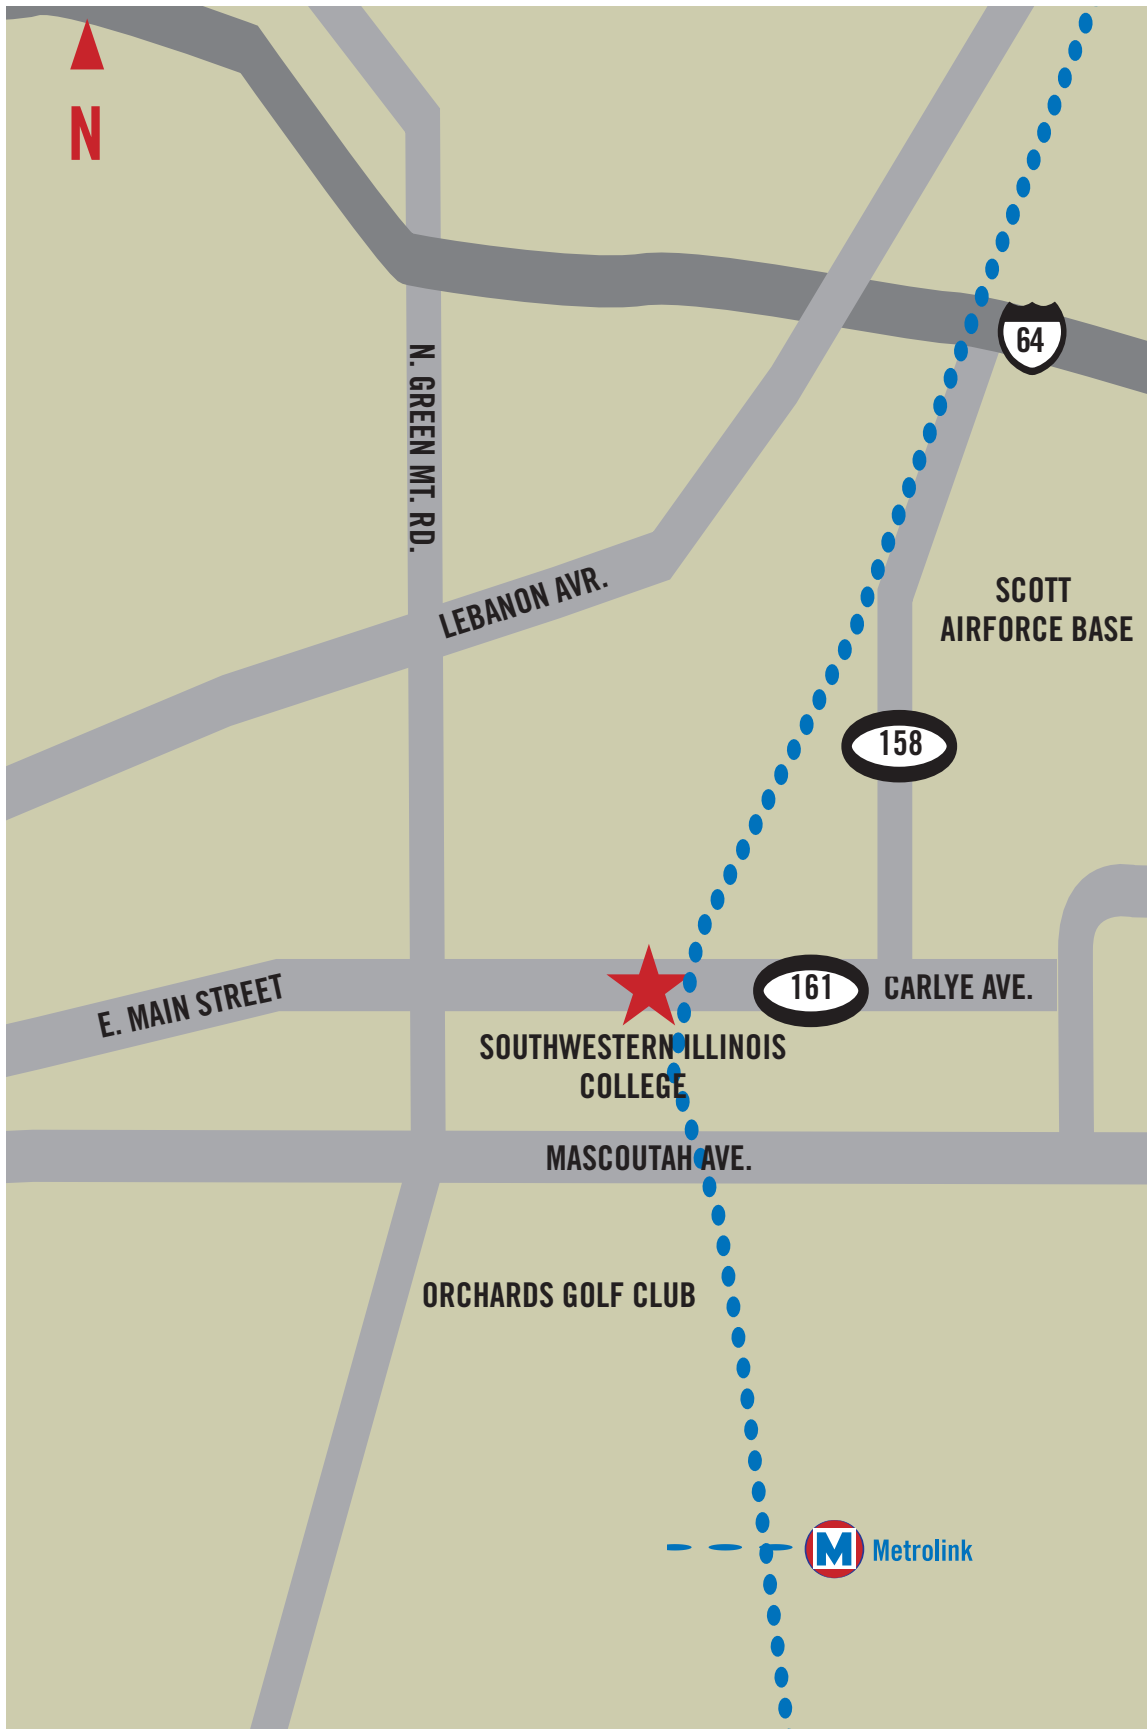 N
64
N. GREEN MT. RD.
LEBANON AVR.
SCOTT
AIRFORCE BASE
158
E. MAIN STREET
161
CARLYE AVE.
SOUTHWESTERN ILLINOIS
COLLEGE
MASCOUTAH AVE.
ORCHARDS GOLF CLUB
M Metrolink